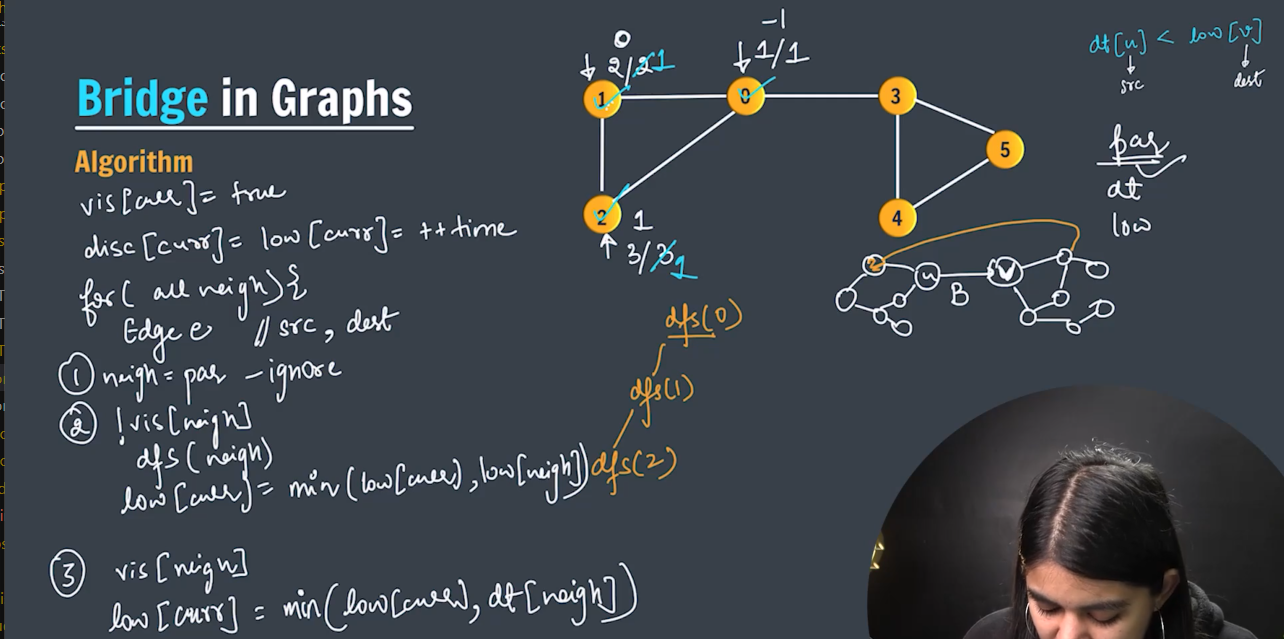 Bridge in Graphs
Algorithm
vis[curr] = true
disc[curr] = low[curr] = ++time
for( all neigh){
Edge e // src, dest
① neigh = par - ignore
② !vis[neigh]
dfs(neigh)
low[curr] = min(low[curr], low[neigh])
③ vis[neigh]
low[curr] = min(low[curr], dt[neigh])
0
2/2 1
1
-1
1/1
0
3
5
4
2
1
3/3 1
dfs(0)
dfs(1)
dfs(2)
dt[u] < low[v]
src
dest
par
dt
low
u
B
V